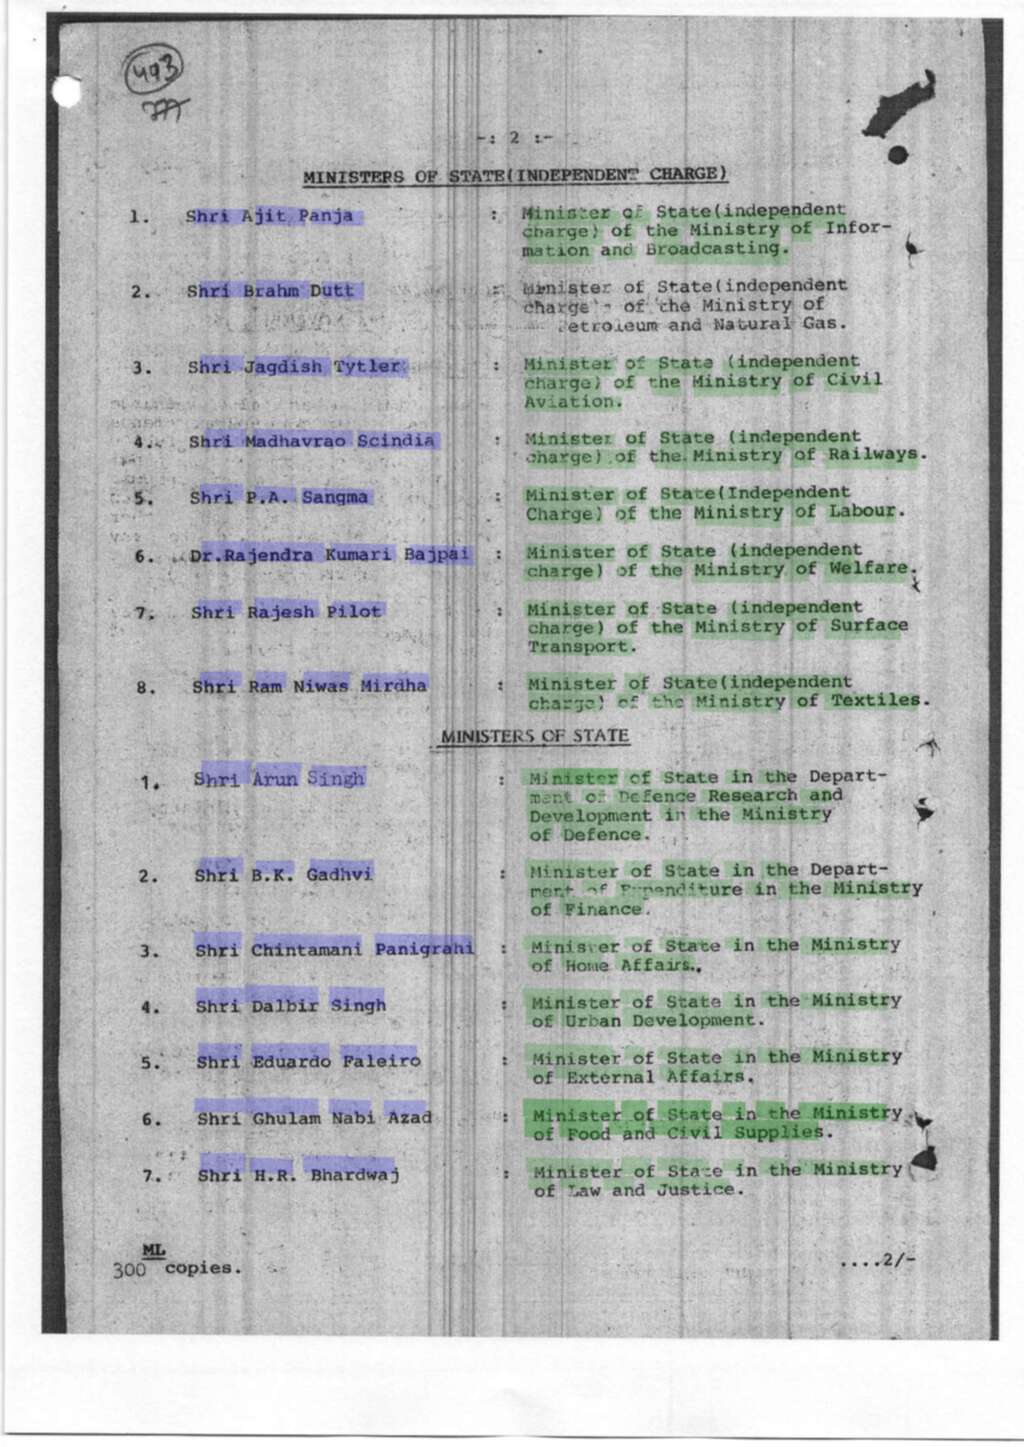 493
-: 2 :-
MINISTERS OF STATE(INDEPENDENT CHARGE)
1. Shri Ajit Panja : Minister of State(independent
charge) of the Ministry of Infor-
mation and Broadcasting.
2. Shri Brahm Dutt : Minister of State(independent
charge of the Ministry of
Petroleum and Natural Gas.
3. Shri Jagdish Tytler : Minister of State (independent
charge) of the Ministry of Civil
Aviation.
4. Shri Madhavrao Scindia : Minister of State (independent
charge) of the Ministry of Railways.
5. Shri P.A. Sangma : Minister of State(Independent
Charge) of the Ministry of Labour.
6. Dr.Rajendra Kumari Bajpai : Minister of State (independent
charge) of the Ministry of Welfare.
7. Shri Rajesh Pilot : Minister of State (independent
charge) of the Ministry of Surface
Transport.
8. Shri Ram Niwas Mirdha : Minister of State(independent
charge) of the Ministry of Textiles.
MINISTERS OF STATE
1. Shri Arun Singh : Minister of State in the Depart-
ment of Defence Research and
Development in the Ministry
of Defence.
2. Shri B.K. Gadhvi : Minister of State in the Depart-
ment of Expenditure in the Ministry
of Finance.
3. Shri Chintamani Panigrahi : Minister of State in the Ministry
of Home Affairs.
4. Shri Dalbir Singh : Minister of State in the Ministry
of Urban Development.
5. Shri Eduardo Faleiro : Minister of State in the Ministry
of External Affairs.
6. Shri Ghulam Nabi Azad : Minister of State in the Ministry
of Food and Civil Supplies.
7. Shri H.R. Bhardwaj : Minister of State in the Ministry
of Law and Justice.
ML
300 copies.
....2/-